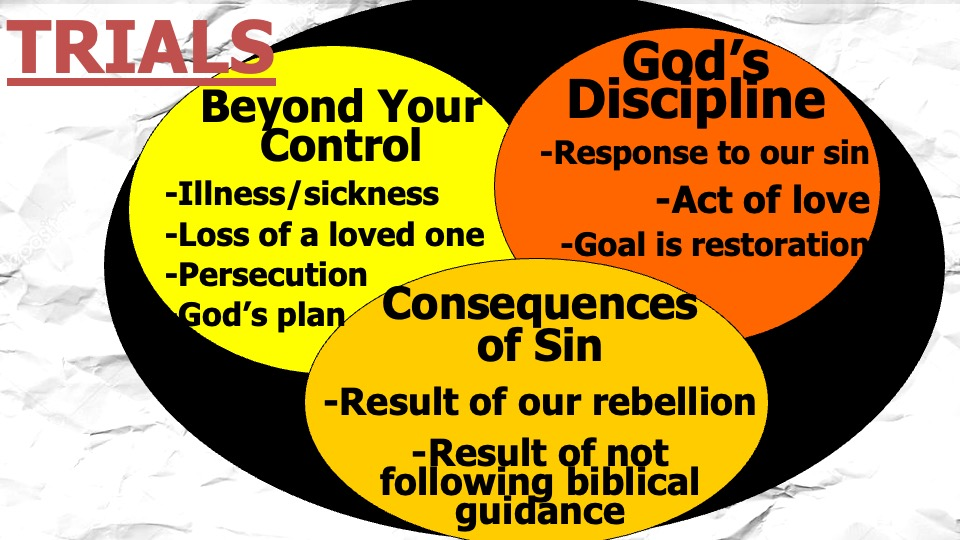 TRIALS
Beyond Your
Control
-Illness/sickness
-Loss of a loved one
-Persecution
-God’s plan
God’s
Discipline
-Response to our sin
-Act of love
-Goal is restoration
Consequences
of Sin
-Result of our rebellion
-Result of not
following biblical
guidance